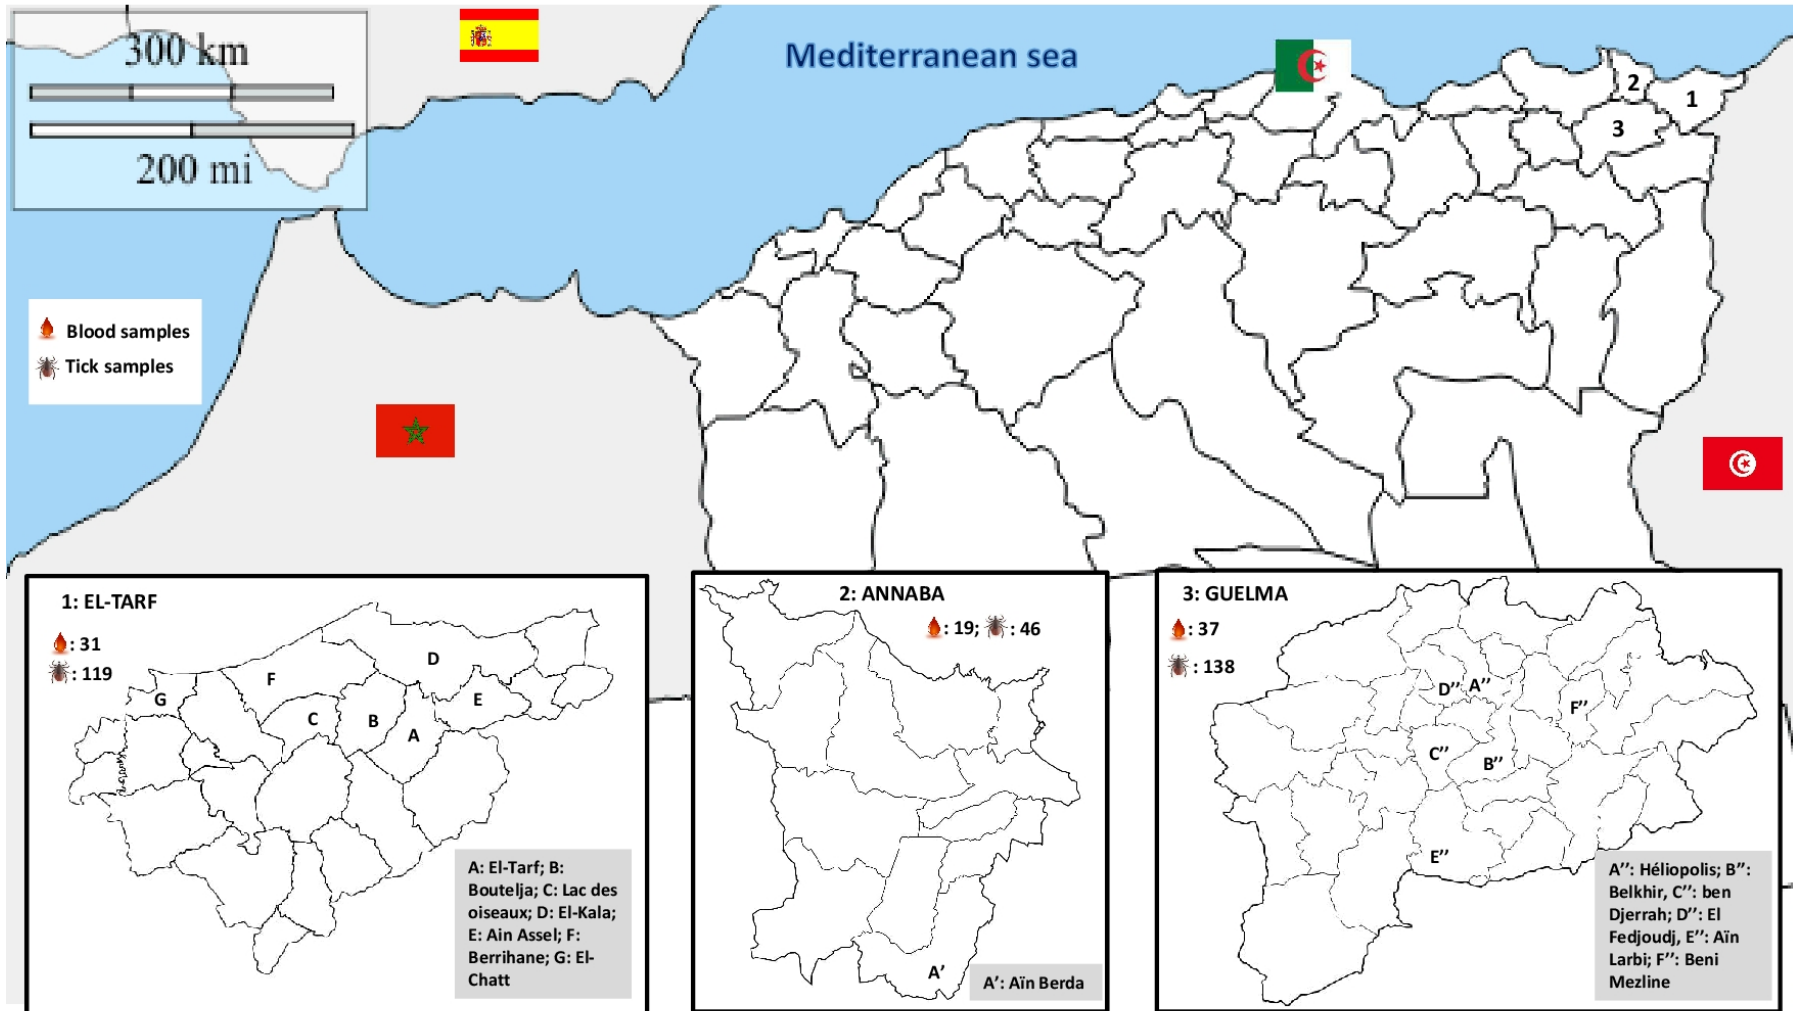 300 km
200 mi
Mediterranean sea
2
1
3
Blood samples
Tick samples
1: EL-TARF
: 31
: 119
D
F
G
E
C
B
A
A: El-Tarf; B:
Boutelja; C: Lac des
oiseaux; D: El-Kala;
E: Ain Assel; F:
Berrihane; G: El-
Chatt
2: ANNABA
: 19; : 46
A’
A’: Aïn Berda
3: GUELMA
: 37
: 138
D’’ A’’
F’’
C’’
B’’
E’’
A’’: Héliopolis; B’’:
Belkhir, C’’: ben
Djerrah; D’’: El
Fedjoudj, E’’: Aïn
Larbi; F’’: Beni
Mezline